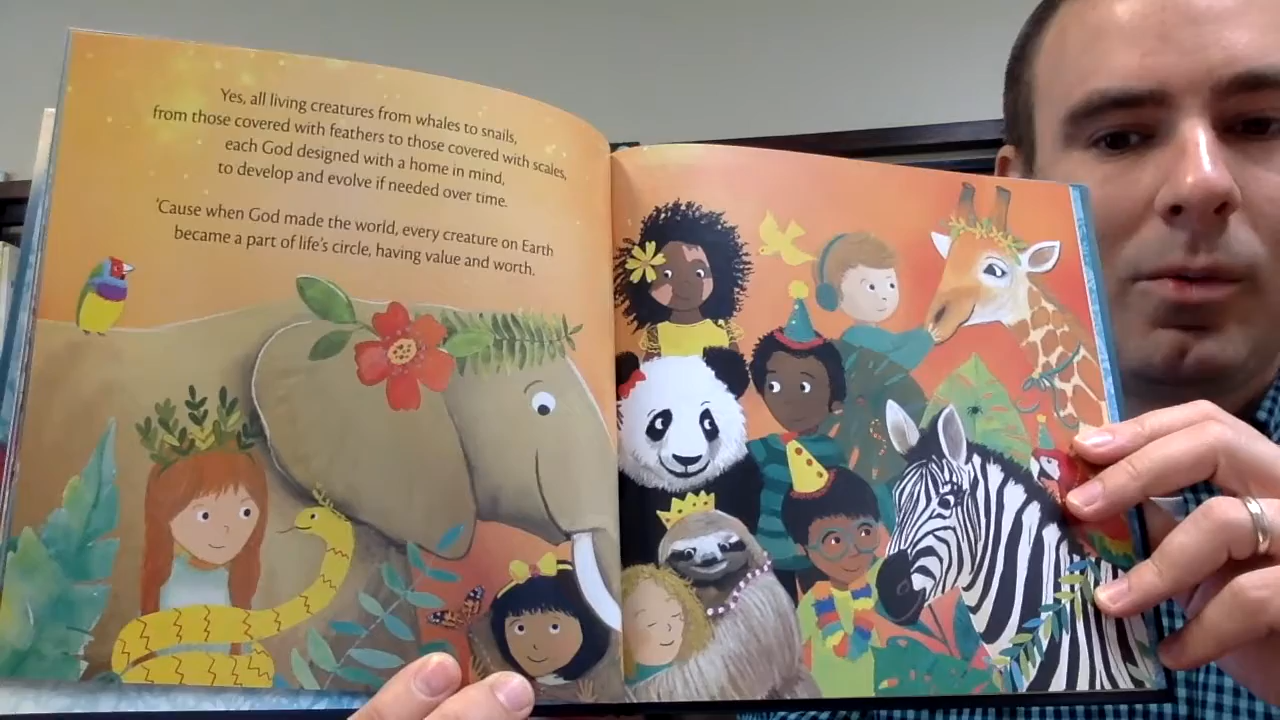 Yes, all living creatures from whales to snails,
from those covered with feathers to those covered with scales,
each God designed with a home in mind,
to develop and evolve if needed over time.
'Cause when God made the world, every creature on Earth
became a part of life's circle, having value and worth.